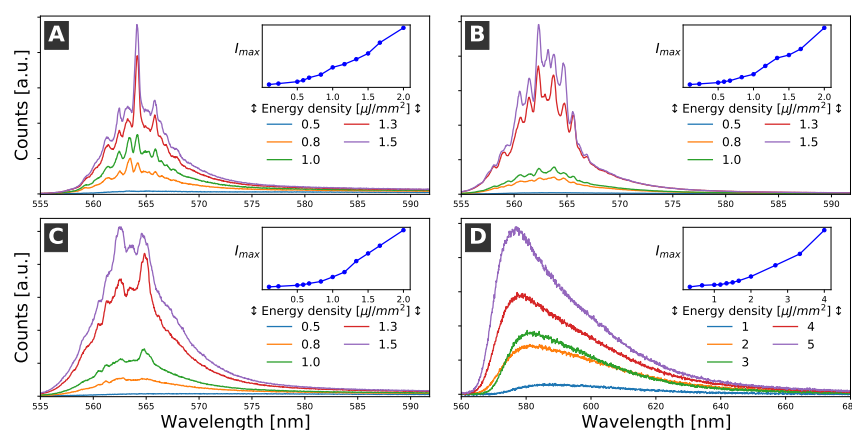 A
I_max
0.5 1.0 1.5 2.0
↕ Energy density [μJ/mm²] ↕
0.5 1.3
0.8 1.5
1.0
Counts [a.u.]
555 560 565 570 575 580 585 590
B
I_max
0.5 1.0 1.5 2.0
↕ Energy density [μJ/mm²] ↕
0.5 1.3
0.8 1.5
1.0
555 560 565 570 575 580 585 590
C
I_max
0.5 1.0 1.5 2.0
↕ Energy density [μJ/mm²] ↕
0.5 1.3
0.8 1.5
1.0
Counts [a.u.]
555 560 565 570 575 580 585 590
Wavelength [nm]
D
I_max
1 2 3 4
↕ Energy density [μJ/mm²] ↕
1 4
2 5
3
560 580 600 620 640 660
Wavelength [nm]